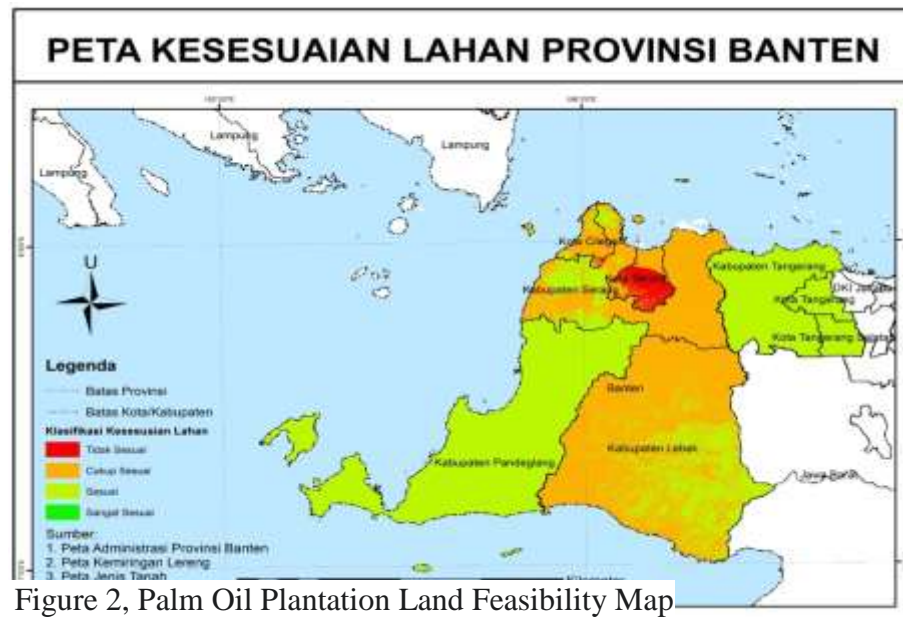 PETA KESESUAIAN LAHAN PROVINSI BANTEN
Lampung
Lampung
Lampung
Kota Cilegon
Kabupaten Serang
Kabupaten Tangerang
DKI Jakarta
Kota Tangerang
Kota Tangerang Selatan
Banten
Kabupaten Lebak
Kabupaten Pandeglang
Jawa Barat
U
Legenda
Batas Provinsi
Batas Kota/Kabupaten
Klasifikasi Kesesuaian Lahan
Tidak Sesuai
Cukup Sesuai
Sesuai
Sangat Sesuai
Sumber:
1. Peta Administrasi Provinsi Banten
2. Peta Kemiringan Lereng
3. Peta Jenis Tanah
Figure 2, Palm Oil Plantation Land Feasibility Map